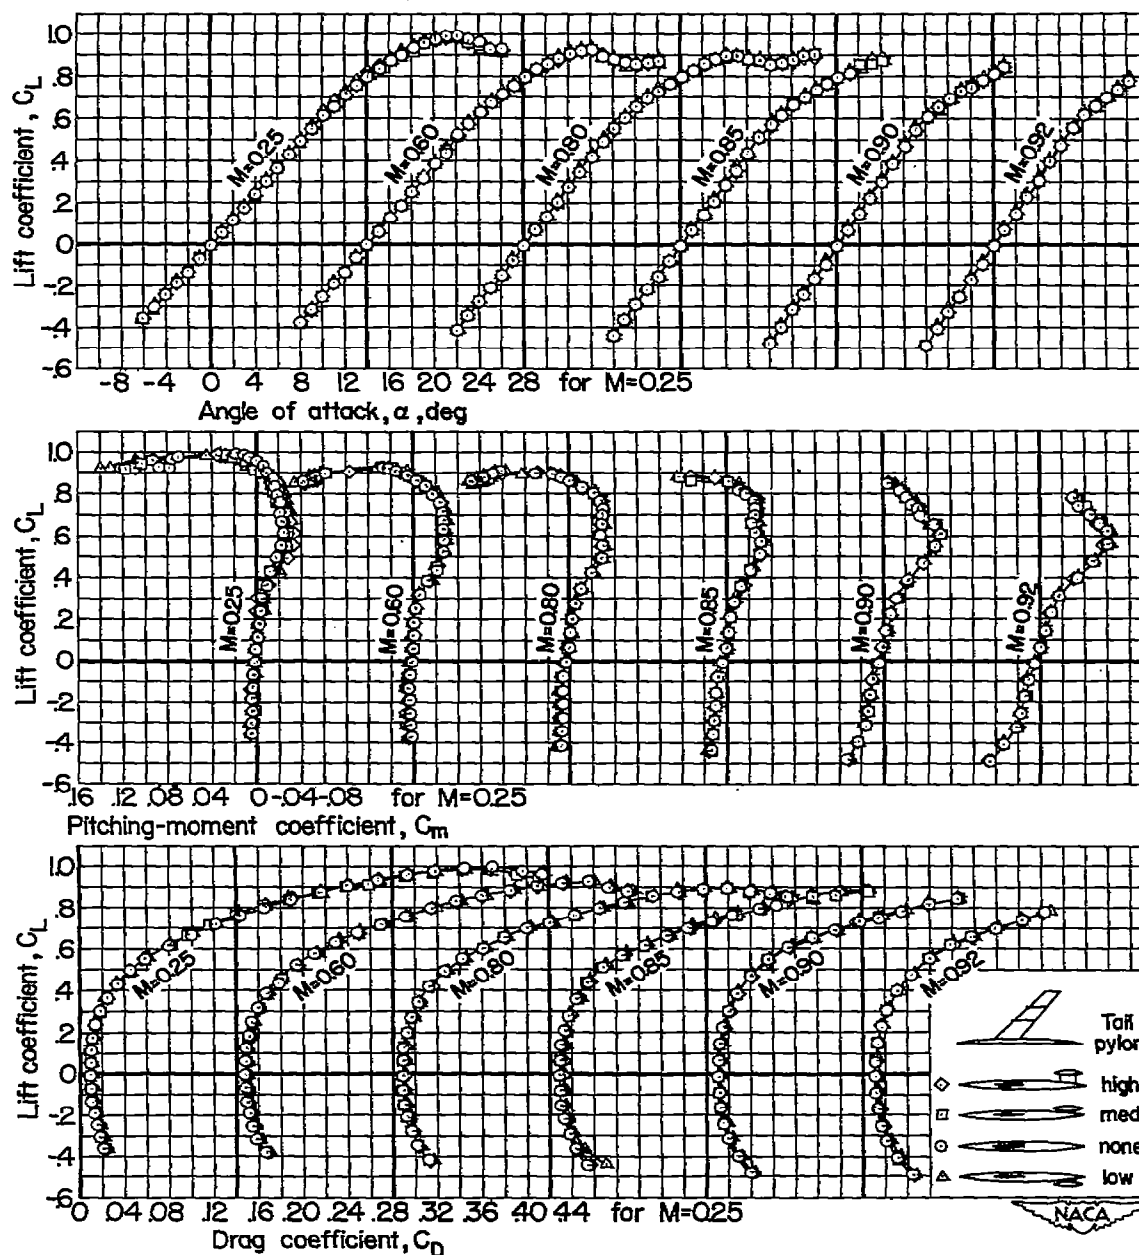 1.0
.8
.6
.4
.2
0
-.2
-.4
-.6
Lift coefficient, CL
M=0.25
M=0.60
M=0.80
M=0.85
M=0.90
M=0.92
-8 -4 0 4 8 12 16 20 24 28 for M=0.25
Angle of attack, α, deg
1.0
.8
.6
.4
.2
0
-.2
-.4
-.6
Lift coefficient, CL
M=0.25
M=0.60
M=0.80
M=0.85
M=0.90
M=0.92
.16 .12 .08 .04 0 -.04 -.08 for M=0.25
Pitching-moment coefficient, Cm
1.0
.8
.6
.4
.2
0
-.2
-.4
-.6
Lift coefficient, CL
M=0.25
M=0.60
M=0.80
M=0.85
M=0.90
M=0.92
0 .04 .08 .12 .16 .20 .24 .28 .32 .36 .40 .44 for M=0.25
Drag coefficient, CD
Tail
pylon
high
med
none
low
NACA